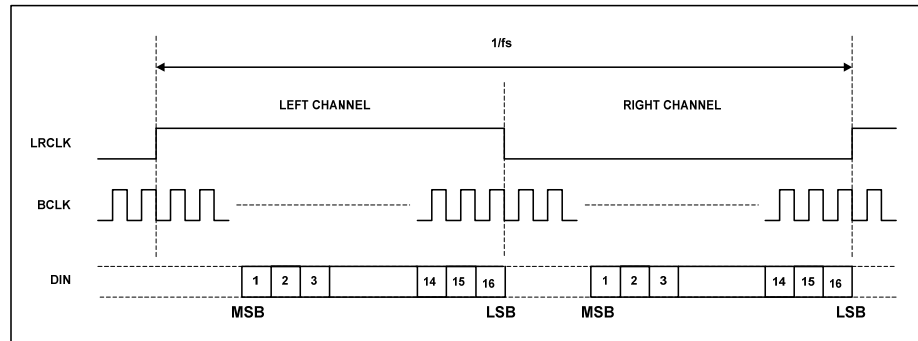 1/fs
LEFT CHANNEL RIGHT CHANNEL
LRCLK
BCLK
DIN 1 2 3 14 15 16 1 2 3 14 15 16
MSB LSB MSB LSB